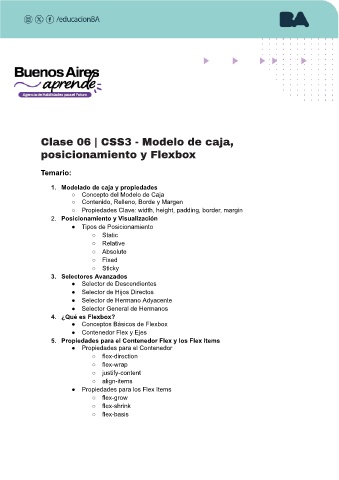 /educacionBA
BA
Buenos Aires
aprende
Agencia de Habilidades para el Futuro
Clase 06 | CSS3 - Modelo de caja,
posicionamiento y Flexbox
Temario:
1. Modelado de caja y propiedades
○ Concepto del Modelo de Caja
○ Contenido, Relleno, Borde y Margen
○ Propiedades Clave: width, height, padding, border, margin
2. Posicionamiento y Visualización
● Tipos de Posicionamiento
○ Static
○ Relative
○ Absolute
○ Fixed
○ Sticky
3. Selectores Avanzados
● Selector de Descendientes
● Selector de Hijos Directos
● Selector de Hermano Adyacente
● Selector General de Hermanos
4. ¿Qué es Flexbox?
● Conceptos Básicos de Flexbox
● Contenedor Flex y Ejes
5. Propiedades para el Contenedor Flex y los Flex Items
● Propiedades para el Contenedor
○ flex-direction
○ flex-wrap
○ justify-content
○ align-items
● Propiedades para los Flex Items
○ flex-grow
○ flex-shrink
○ flex-basis